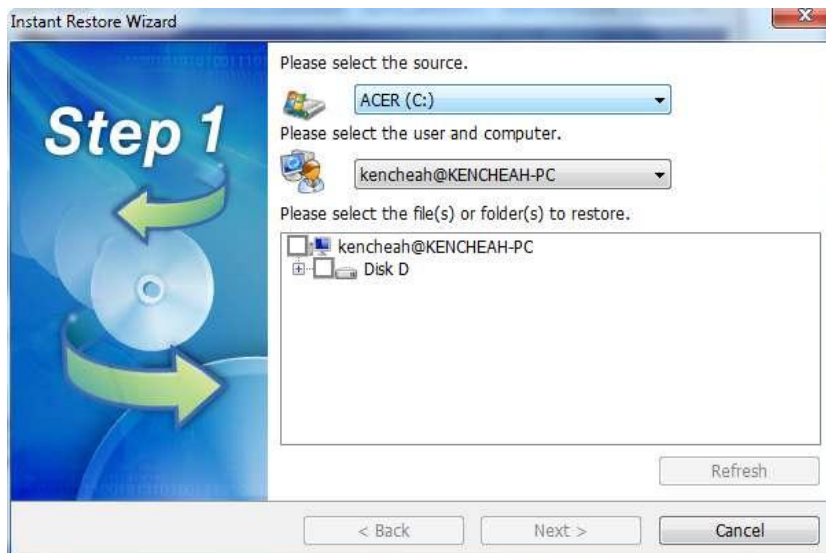 Instant Restore Wizard
Step 1
Please select the source.
ACER (C:)
Please select the user and computer.
kencheah@KENCHEAH-PC
Please select the file(s) or folder(s) to restore.
kencheah@KENCHEAH-PC
Disk D
Refresh
< Back
Next >
Cancel